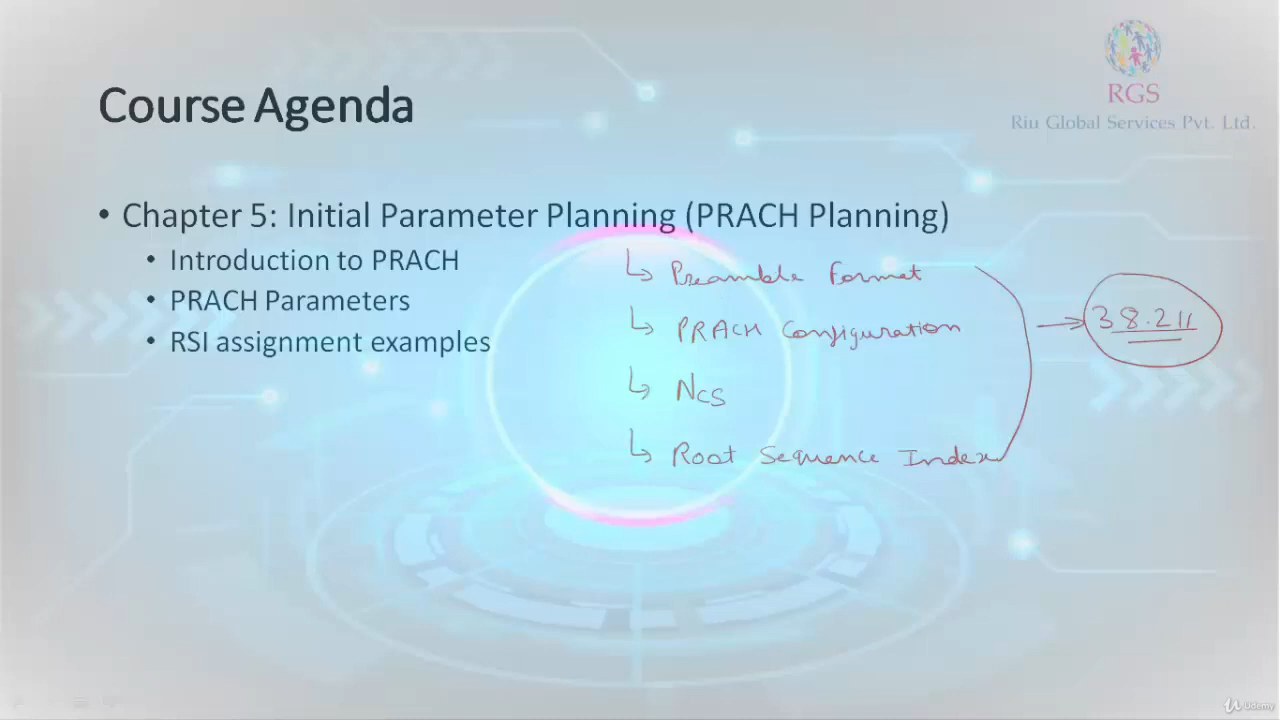 RGS
Riu Global Services Pvt. Ltd.
Course Agenda
• Chapter 5: Initial Parameter Planning (PRACH Planning)
• Introduction to PRACH
• PRACH Parameters
• RSI assignment examples
Preamble Format
PRACH Configuration
NCS
Root Sequence Index
38.211
Udemy